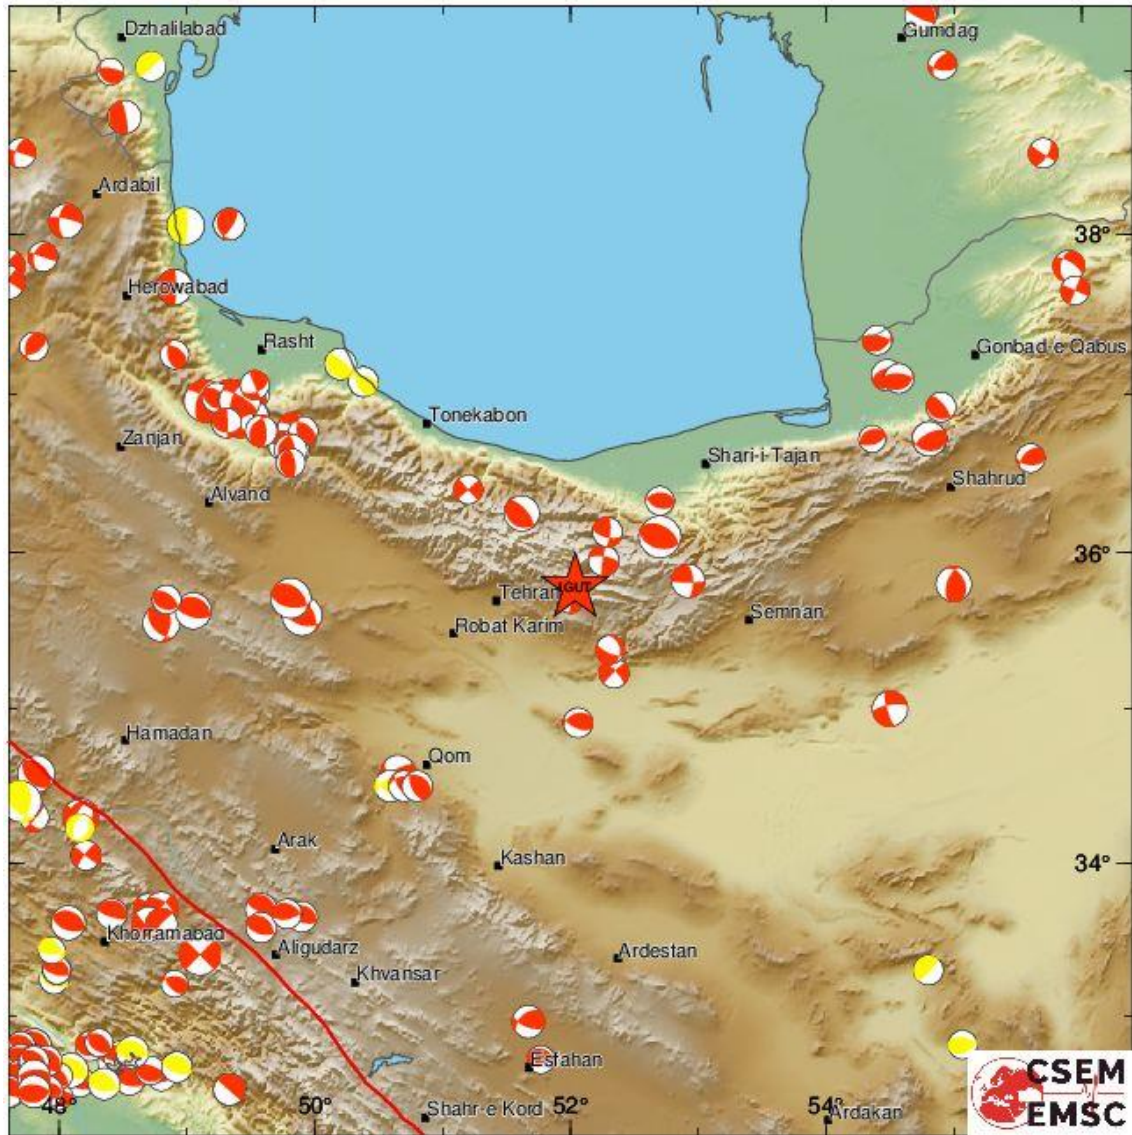 Dzhalilabad
Gumdag
Ardabil
38°
Herowabad
Rasht
Gonbad-e Qabus
Tonekabon
Zanjan
Shari-i-Tajan
Shahrud
Alvand
36°
IGUT
Tehran
Semnan
Robat Karim
Hamadan
Qom
Arak
Kashan
34°
Khorramabad
Aligudarz
Ardestan
Khvansar
Esfahan
CSEM
EMSC
48°
50°
52°
54°
Shahr-e Kord
Ardakan